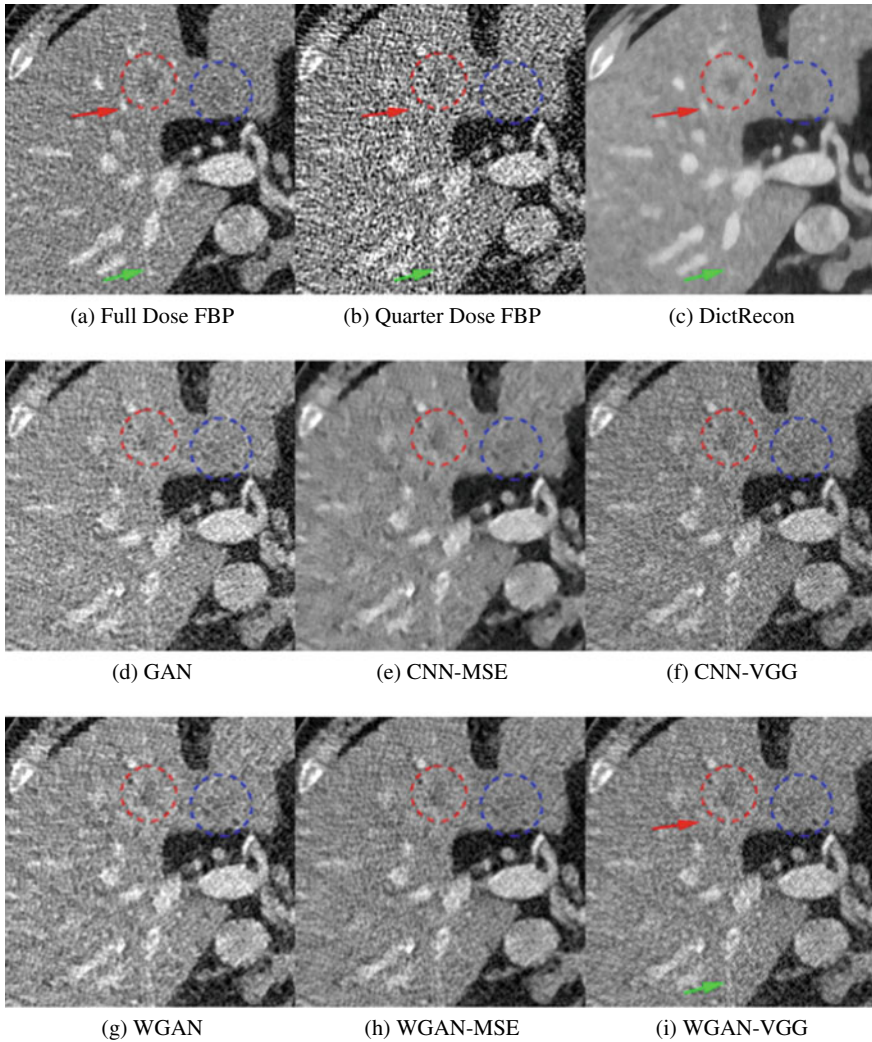 (a) Full Dose FBP
(b) Quarter Dose FBP
(c) DictRecon
(d) GAN
(e) CNN-MSE
(f) CNN-VGG
(g) WGAN
(h) WGAN-MSE
(i) WGAN-VGG